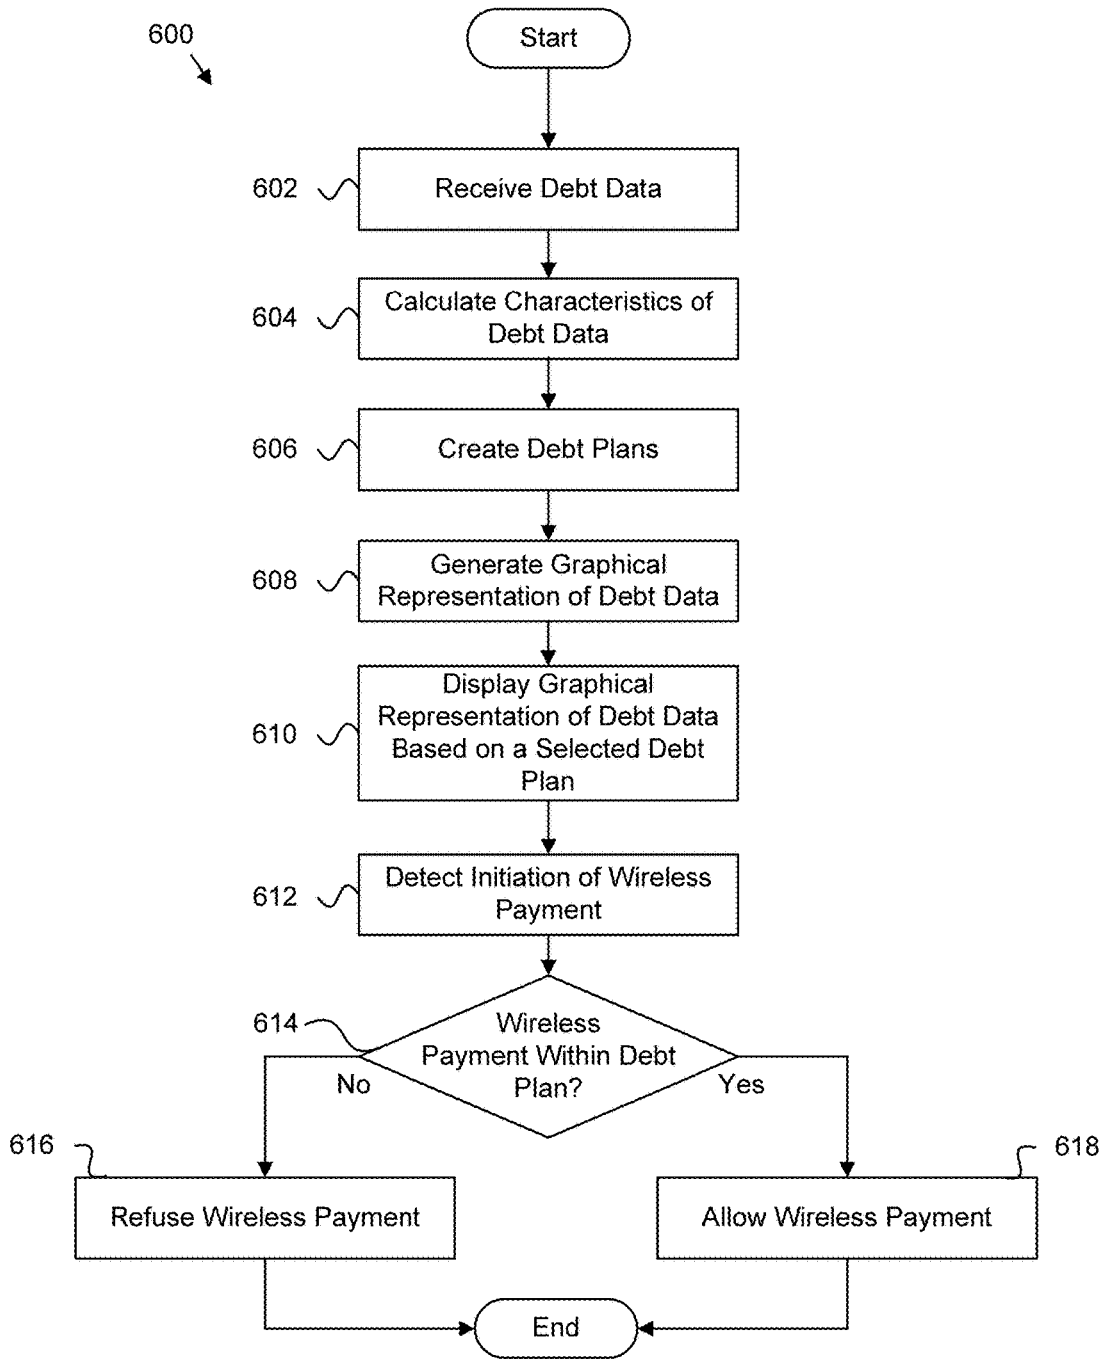 600
Start
602
Receive Debt Data
604
Calculate Characteristics of
Debt Data
606
Create Debt Plans
608
Generate Graphical
Representation of Debt Data
610
Display Graphical
Representation of Debt Data
Based on a Selected Debt
Plan
612
Detect Initiation of Wireless
Payment
614
Wireless
Payment Within Debt
Plan?
No
Yes
616
Refuse Wireless Payment
618
Allow Wireless Payment
End